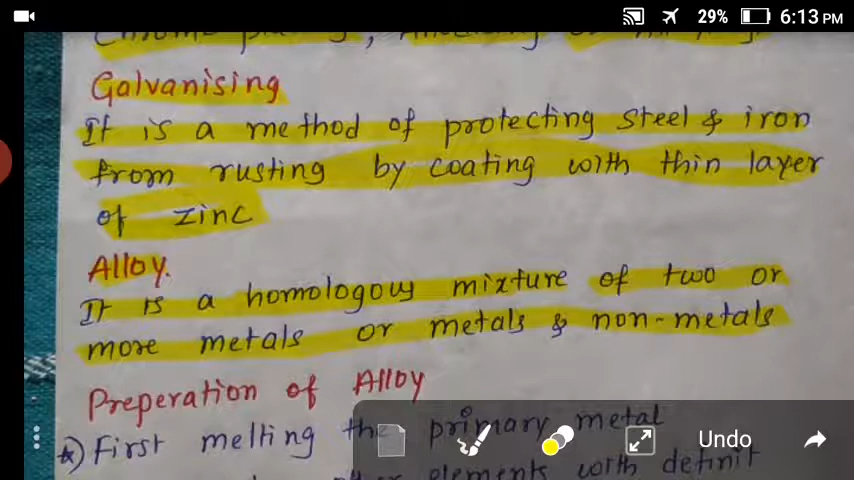 29% 6:13 PM
Galvanising
It is a method of protecting steel & iron
from rusting by coating with thin layer
of zinc
Alloy.
It is a homologous mixture of two or
more metals or metals & non-metals
Preperation of Alloy
First melting the primary metal
elements with definit
Undo